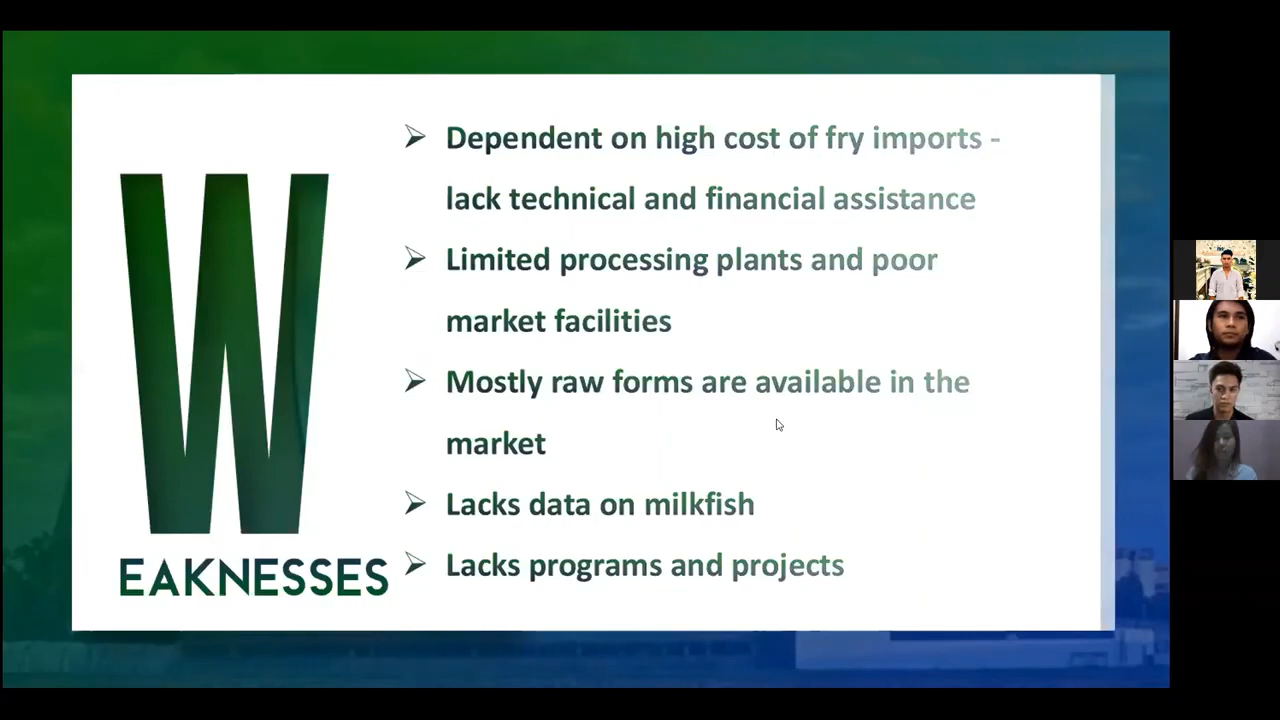 W
EAKNESSES
➢ Dependent on high cost of fry imports -
lack technical and financial assistance
➢ Limited processing plants and poor
market facilities
➢ Mostly raw forms are available in the
market
➢ Lacks data on milkfish
➢ Lacks programs and projects